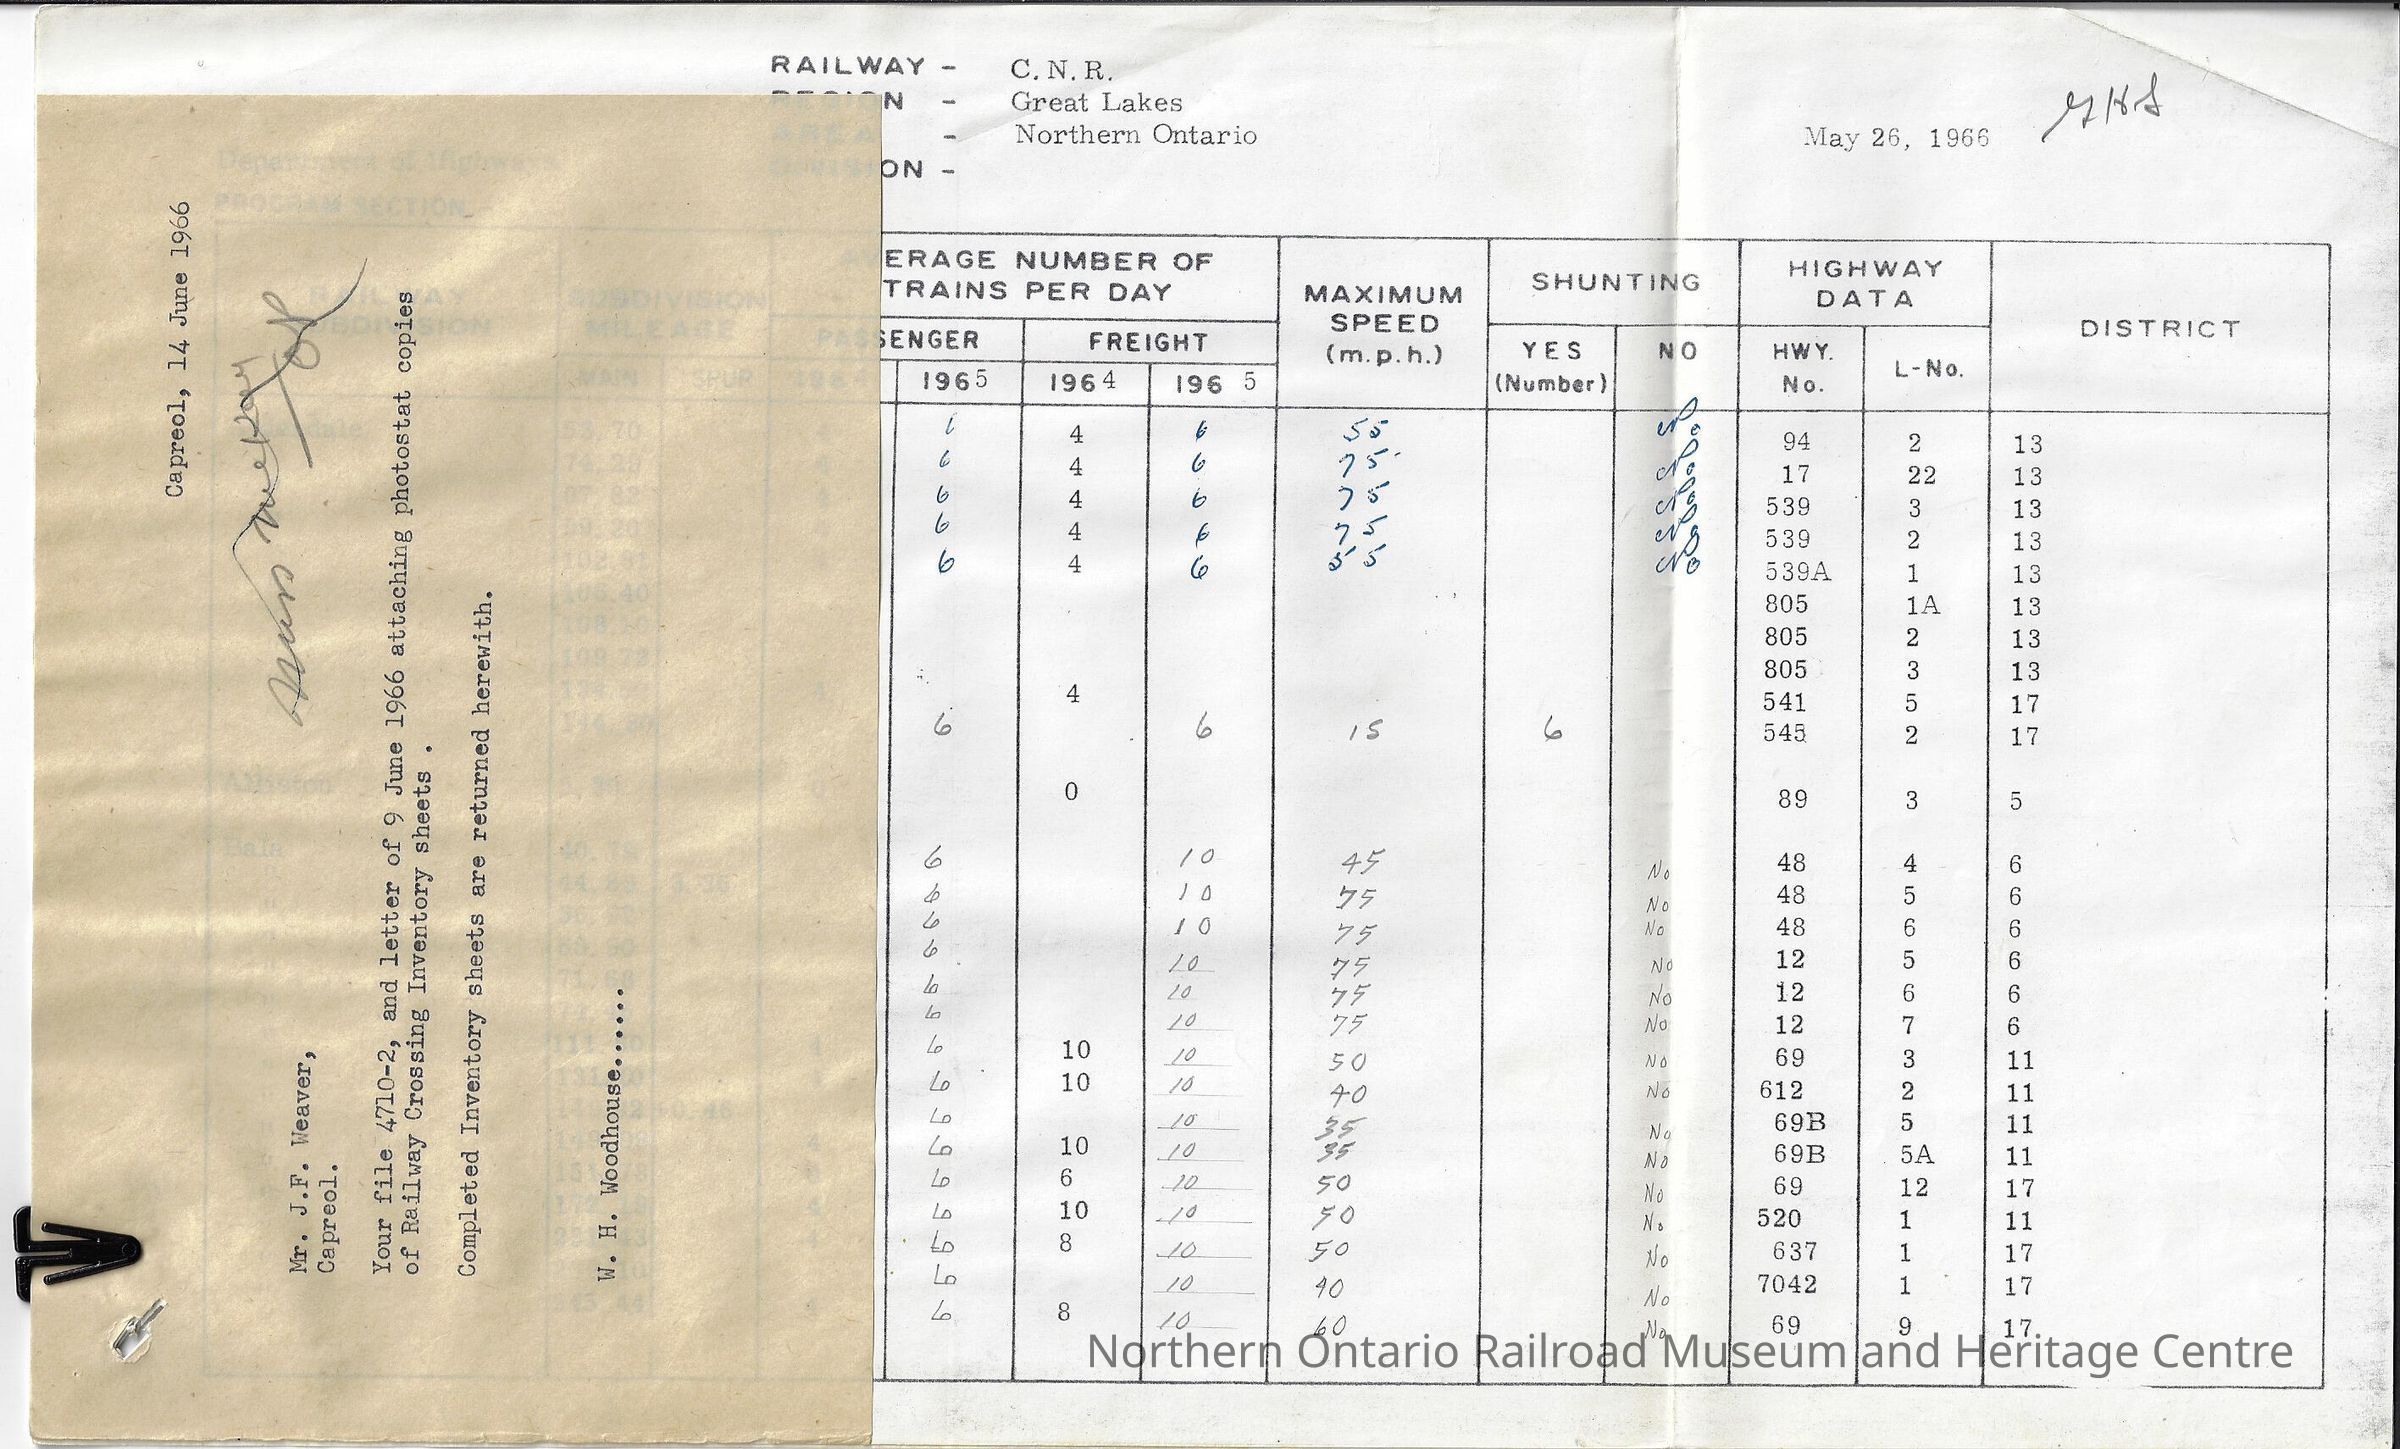 RAILWAY - C. N. R.
REGION - Great Lakes
AREA - Northern Ontario
DIVISION -
May 26, 1966
Department of Highways
PROGRAM SECTION
Capreol, 14 June 1966
Mr. J.F. Weaver,
Capreol.
Your file 4710-2, and letter of 9 June 1966 attaching photostat copies
of Railway Crossing Inventory sheets .
Completed Inventory sheets are returned herewith.
W. H. Woodhouse.......
RAILWAY SUBDIVISION
SUBDIVISION MILEAGE
MAIN SPUR
AVERAGE NUMBER OF TRAINS PER DAY
PASSENGER FREIGHT
1965 1964 1965
MAXIMUM SPEED (m.p.h.)
SHUNTING
YES (Number) NO
HIGHWAY DATA
HWY. No. L-No.
DISTRICT
4 6 55 No 94 2 13
6 4 6 75 No 17 22 13
6 4 6 75 No 539 3 13
6 4 6 75 No 539 2 13
6 4 6 55 No 539A 1 13
805 1A 13
805 2 13
805 3 13
4 541 5 17
6 6 15 6 545 2 17
0 89 3 5
6 10 45 No 48 4 6
6 10 75 No 48 5 6
6 10 75 No 48 6 6
6 10 75 No 12 5 6
6 10 75 No 12 6 6
6 10 75 No 12 7 6
6 10 10 50 No 69 3 11
6 10 10 40 No 612 2 11
6 10 35 No 69B 5 11
6 10 10 35 No 69B 5A 11
6 6 10 50 No 69 12 17
6 10 10 50 No 520 1 11
6 8 10 50 No 637 1 17
6 10 40 No 7042 1 17
6 8 10 60 No 69 9 17
Northern Ontario Railroad Museum and Heritage Centre